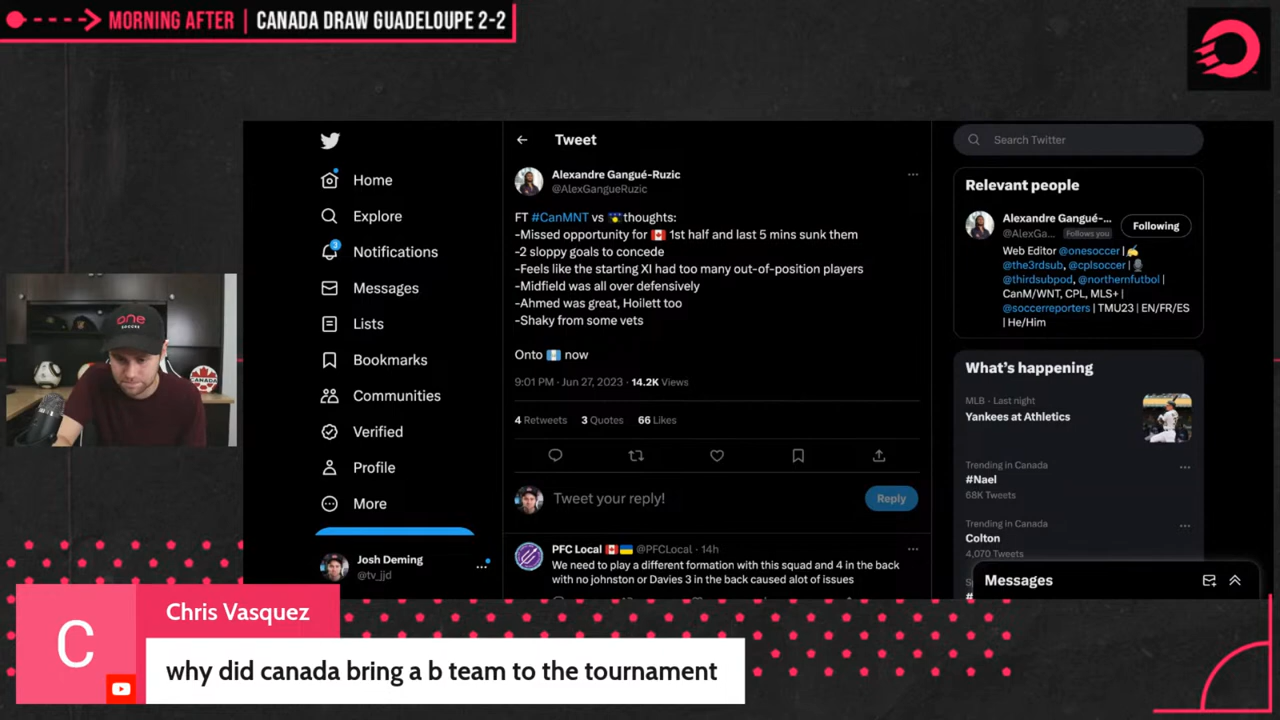 MORNING AFTER | CANADA DRAW GUADELOUPE 2-2
Home
Explore
3
Notifications
Messages
Lists
Bookmarks
Communities
Verified
Profile
More
Josh Deming
@tv_jjd
Tweet
Alexandre Gangué-Ruzic
@AlexGangueRuzic
FT #CanMNT vs thoughts:
-Missed opportunity for 🇨🇦 1st half and last 5 mins sunk them
-2 sloppy goals to concede
-Feels like the starting XI had too many out-of-position players
-Midfield was all over defensively
-Ahmed was great, Hoilett too
-Shaky from some vets
Onto 🇬🇹 now
9:01 PM · Jun 27, 2023 · 14.2K Views
4 Retweets 3 Quotes 66 Likes
Tweet your reply!
Reply
PFC Local 🇨🇦 🇺🇦 @PFCLocal · 14h
We need to play a different formation with this squad and 4 in the back
with no johnston or Davies 3 in the back caused alot of issues
Search Twitter
Relevant people
Alexandre Gangué-...
@AlexGa... Follows you
Following
Web Editor @onesoccer |✍️
@the3rdsub, @cplsoccer |🎙️
@thirdsubpod, @northernfutbol |
CanM/WNT, CPL, MLS+ |
@soccerreporters | TMU23 | EN/FR/ES
| He/Him
What's happening
MLB · Last night
Yankees at Athletics
Trending in Canada
#Nael
68K Tweets
Trending in Canada
Colton
4,070 Tweets
Messages
one
CANADA
C
Chris Vasquez
why did canada bring a b team to the tournament